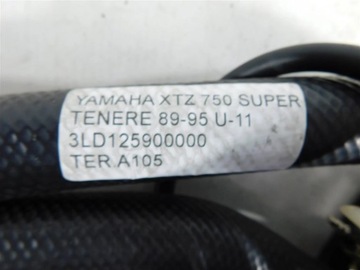 YAMAHA XTZ 750 SUPER
TENERE 89-95 U-11
3LD125900000
TER.A105